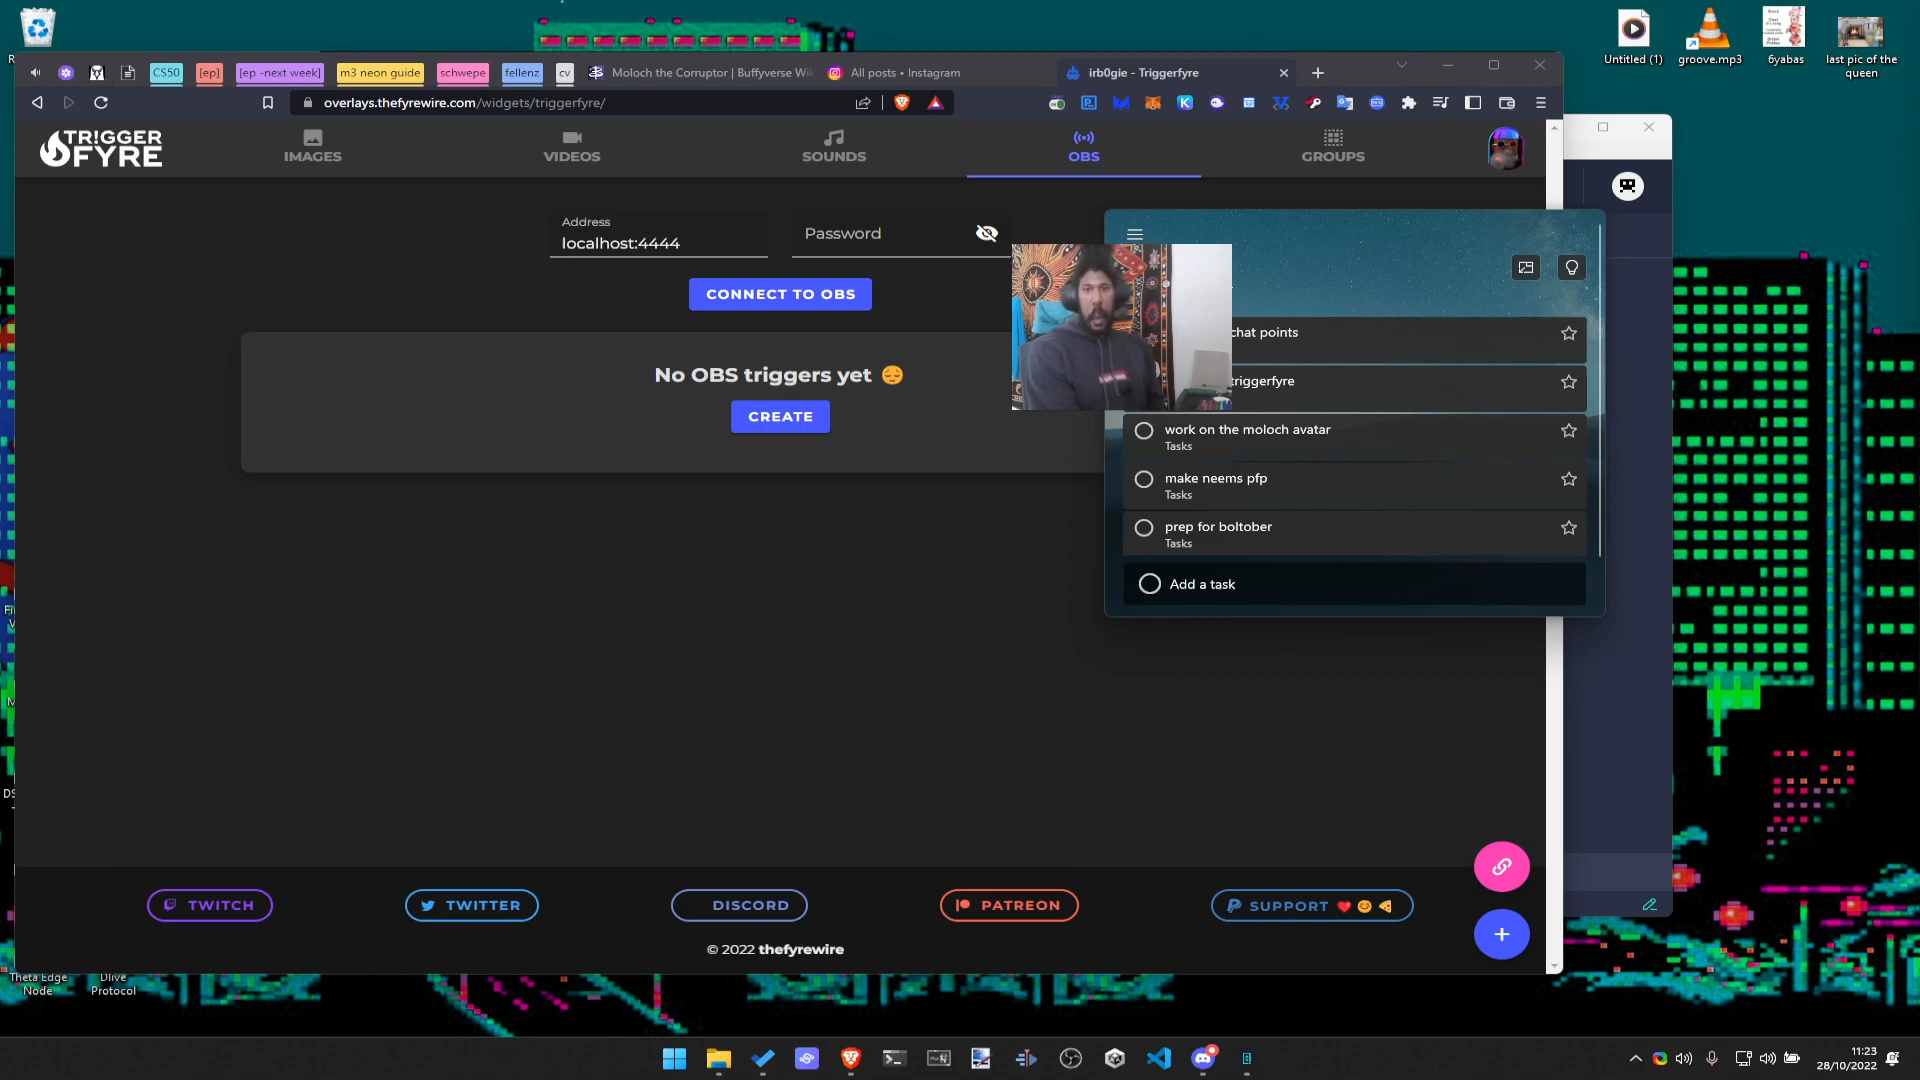 Untitled (1)
groove.mp3
6yabas
last pic of the queen
CS50
[ep]
[ep -next week]
m3 neon guide
schwepe
fellenz
cv
Moloch the Corruptor | Buffyverse Wi
All posts • Instagram
irb0gie - Triggerfyre
overlays.thefyrewire.com/widgets/triggerfyre/
TR!GGER FYRE
IMAGES
VIDEOS
SOUNDS
OBS
GROUPS
Address
localhost:4444
Password
CONNECT TO OBS
No OBS triggers yet 😔
CREATE
chat points
triggerfyre
work on the moloch avatar
Tasks
make neems pfp
Tasks
prep for boltober
Tasks
Add a task
TWITCH
TWITTER
DISCORD
PATREON
SUPPORT ❤️ 😊 🍕
© 2022 thefyrewire
Theta Edge Node
Dlive Protocol
11:23
28/10/2022